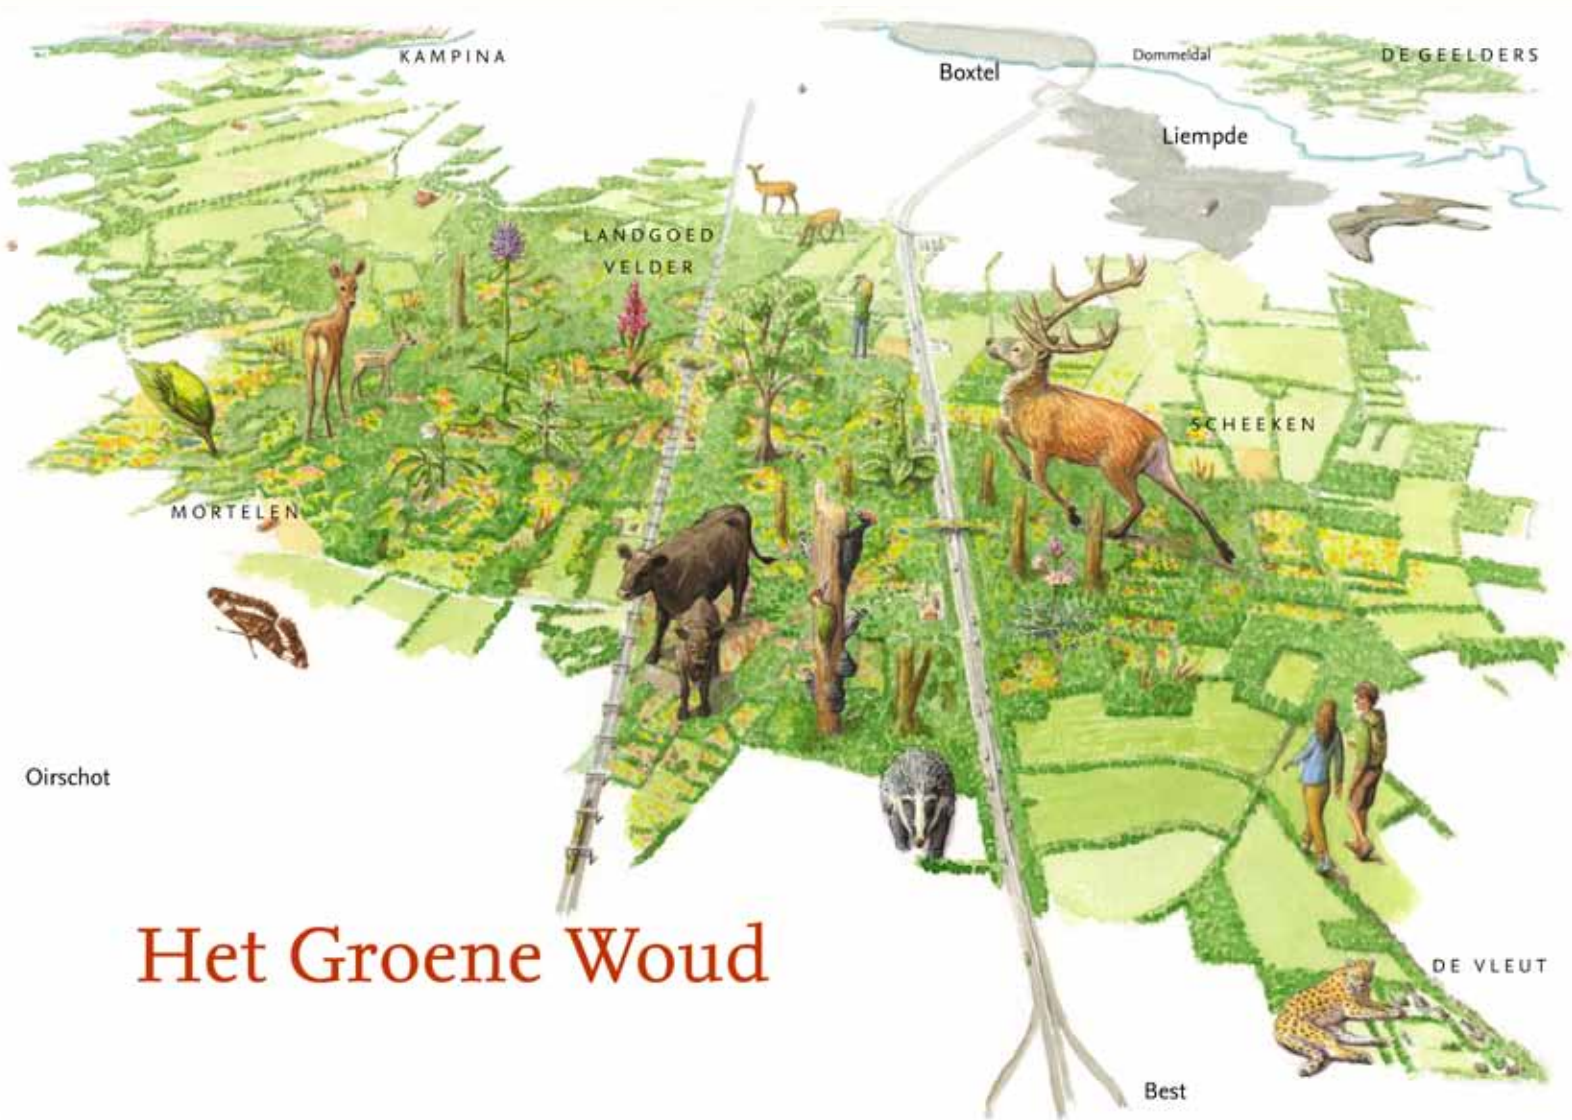 KAMPINA
Boxtel
Dommeldal
DE GEELDERS
Liempde
LANDGOED
VELDER
SCHEEKEN
MORTELEN
Oirschot
Het Groene Woud
DE VLEUT
Best